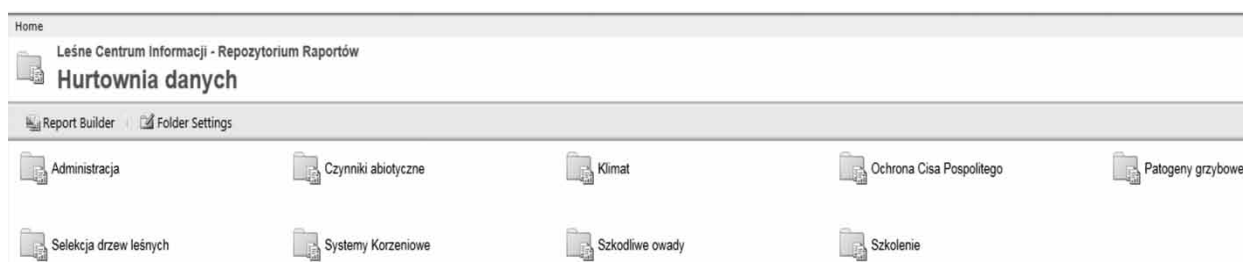 Home
Leśne Centrum Informacji - Repozytorium Raportów
Hurtownia danych
Report Builder Folder Settings
Administracja Czynniki abiotyczne Klimat Ochrona Cisa Pospolitego Patogeny grzybowe
Selekcja drzew leśnych Systemy Korzeniowe Szkodliwe owady Szkolenie